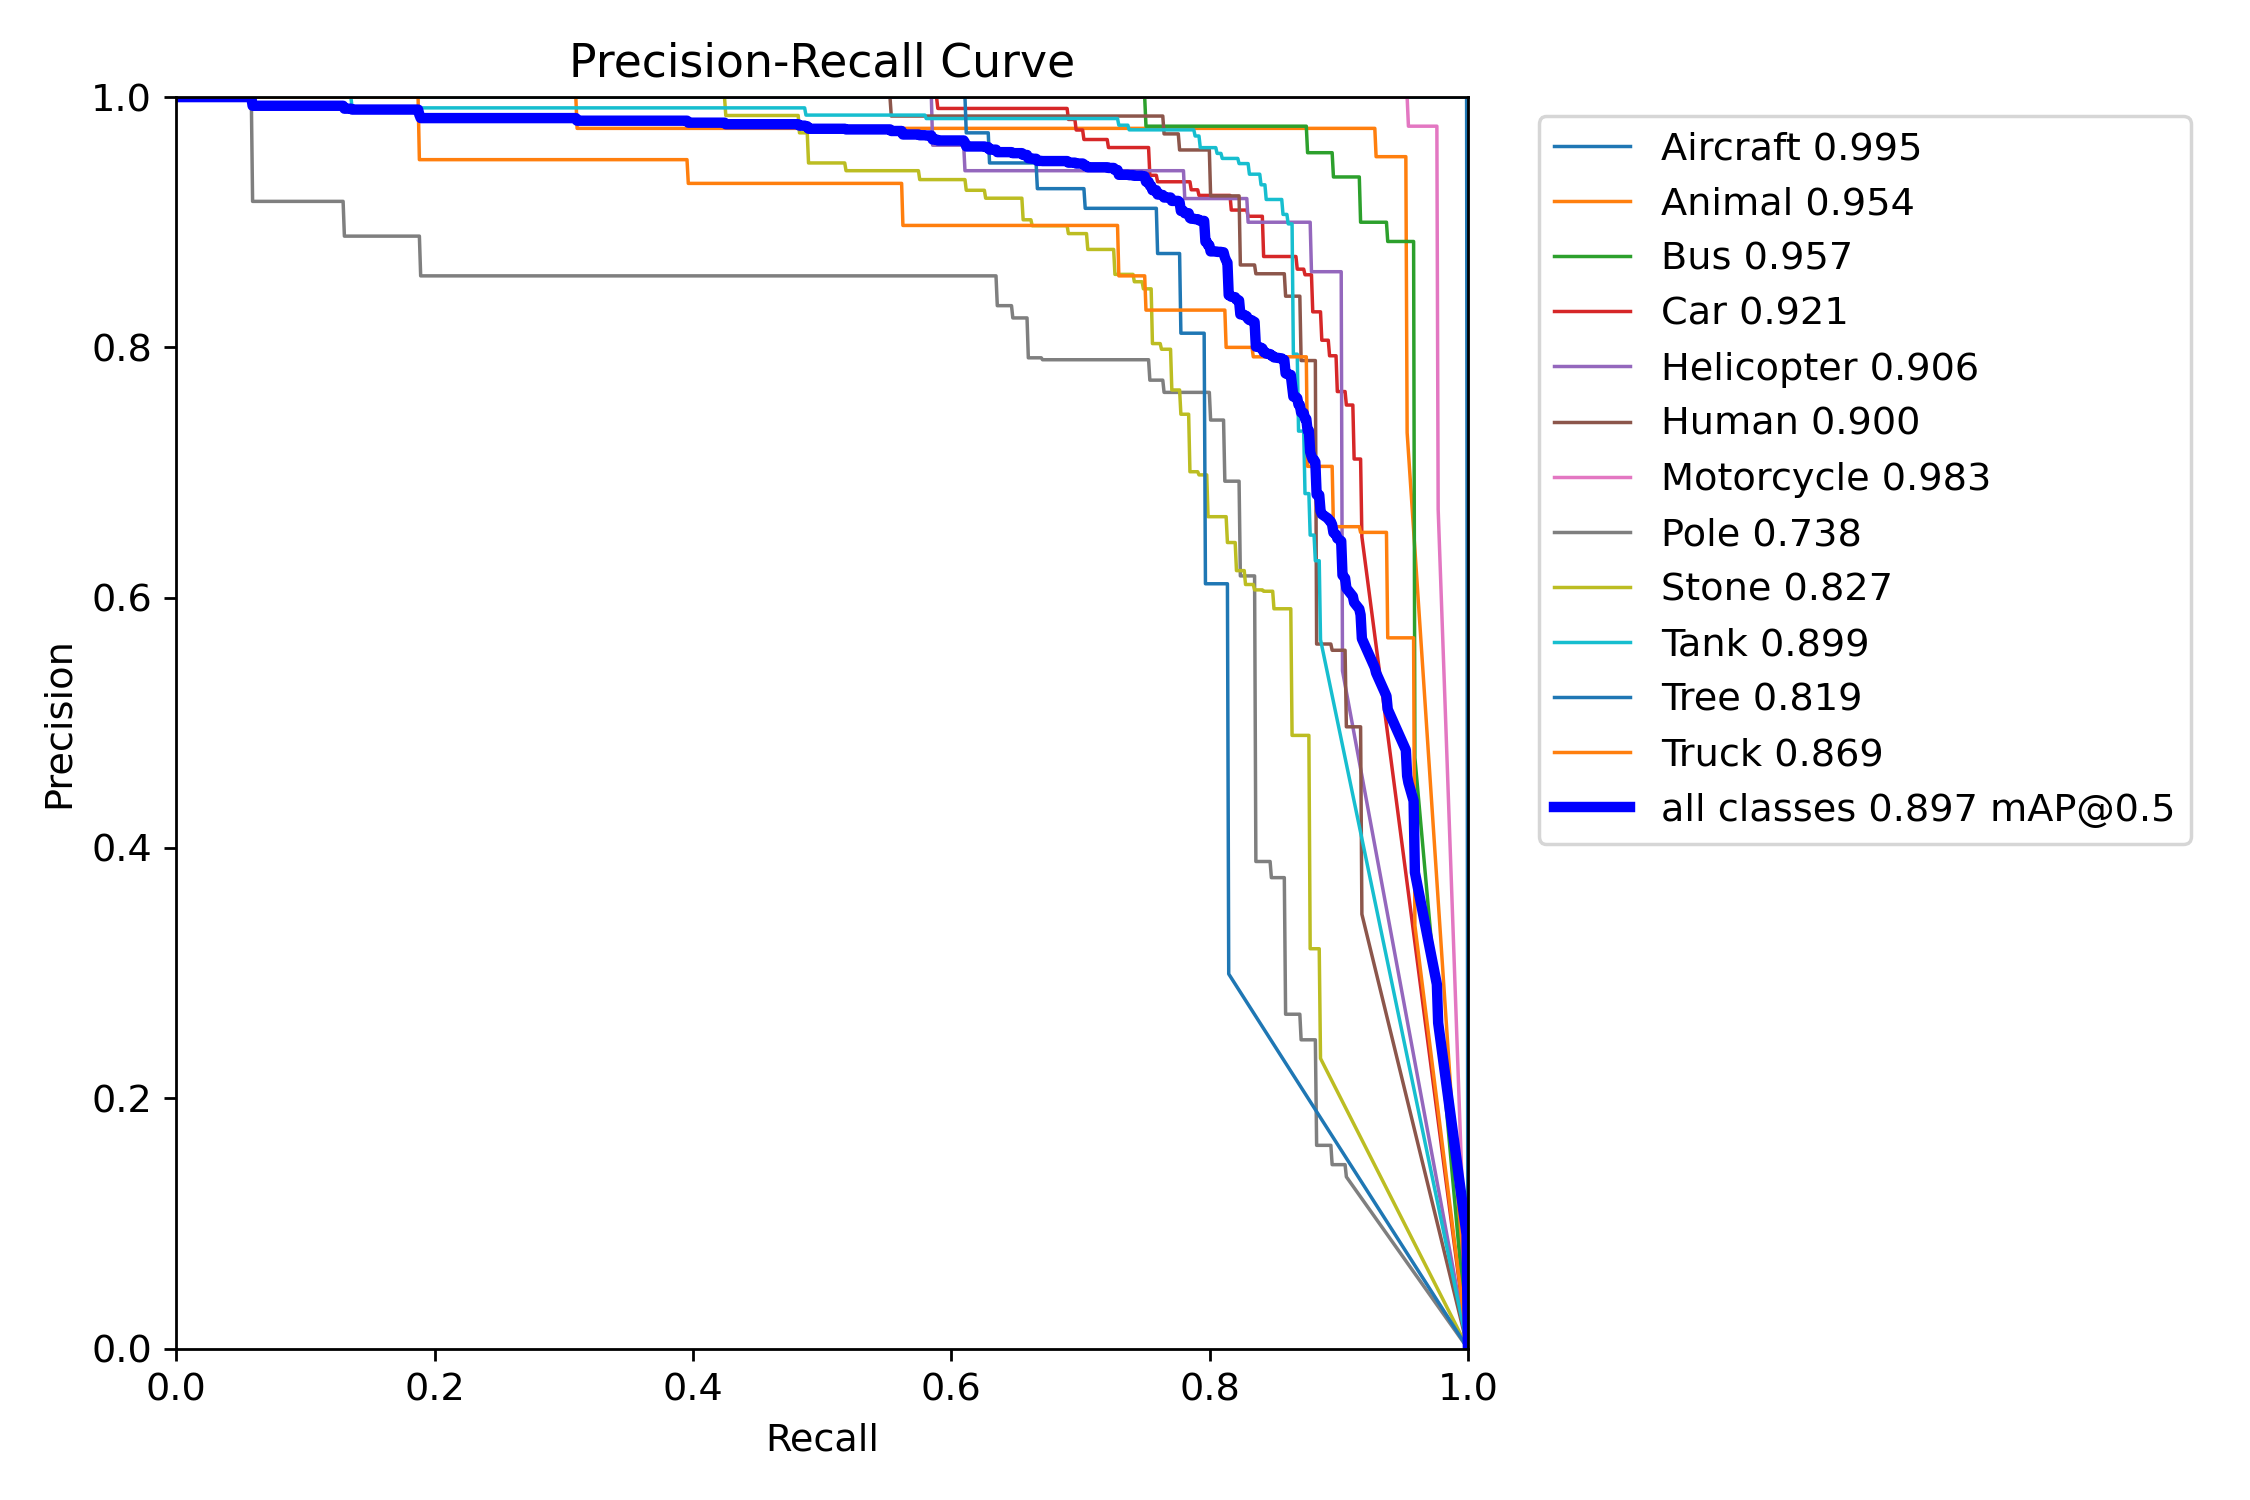 Precision-Recall Curve
1.0
0.8
0.6
0.4
0.2
0.0
Precision
0.0 0.2 0.4 0.6 0.8 1.0
Recall
Aircraft 0.995
Animal 0.954
Bus 0.957
Car 0.921
Helicopter 0.906
Human 0.900
Motorcycle 0.983
Pole 0.738
Stone 0.827
Tank 0.899
Tree 0.819
Truck 0.869
all classes 0.897 mAP@0.5